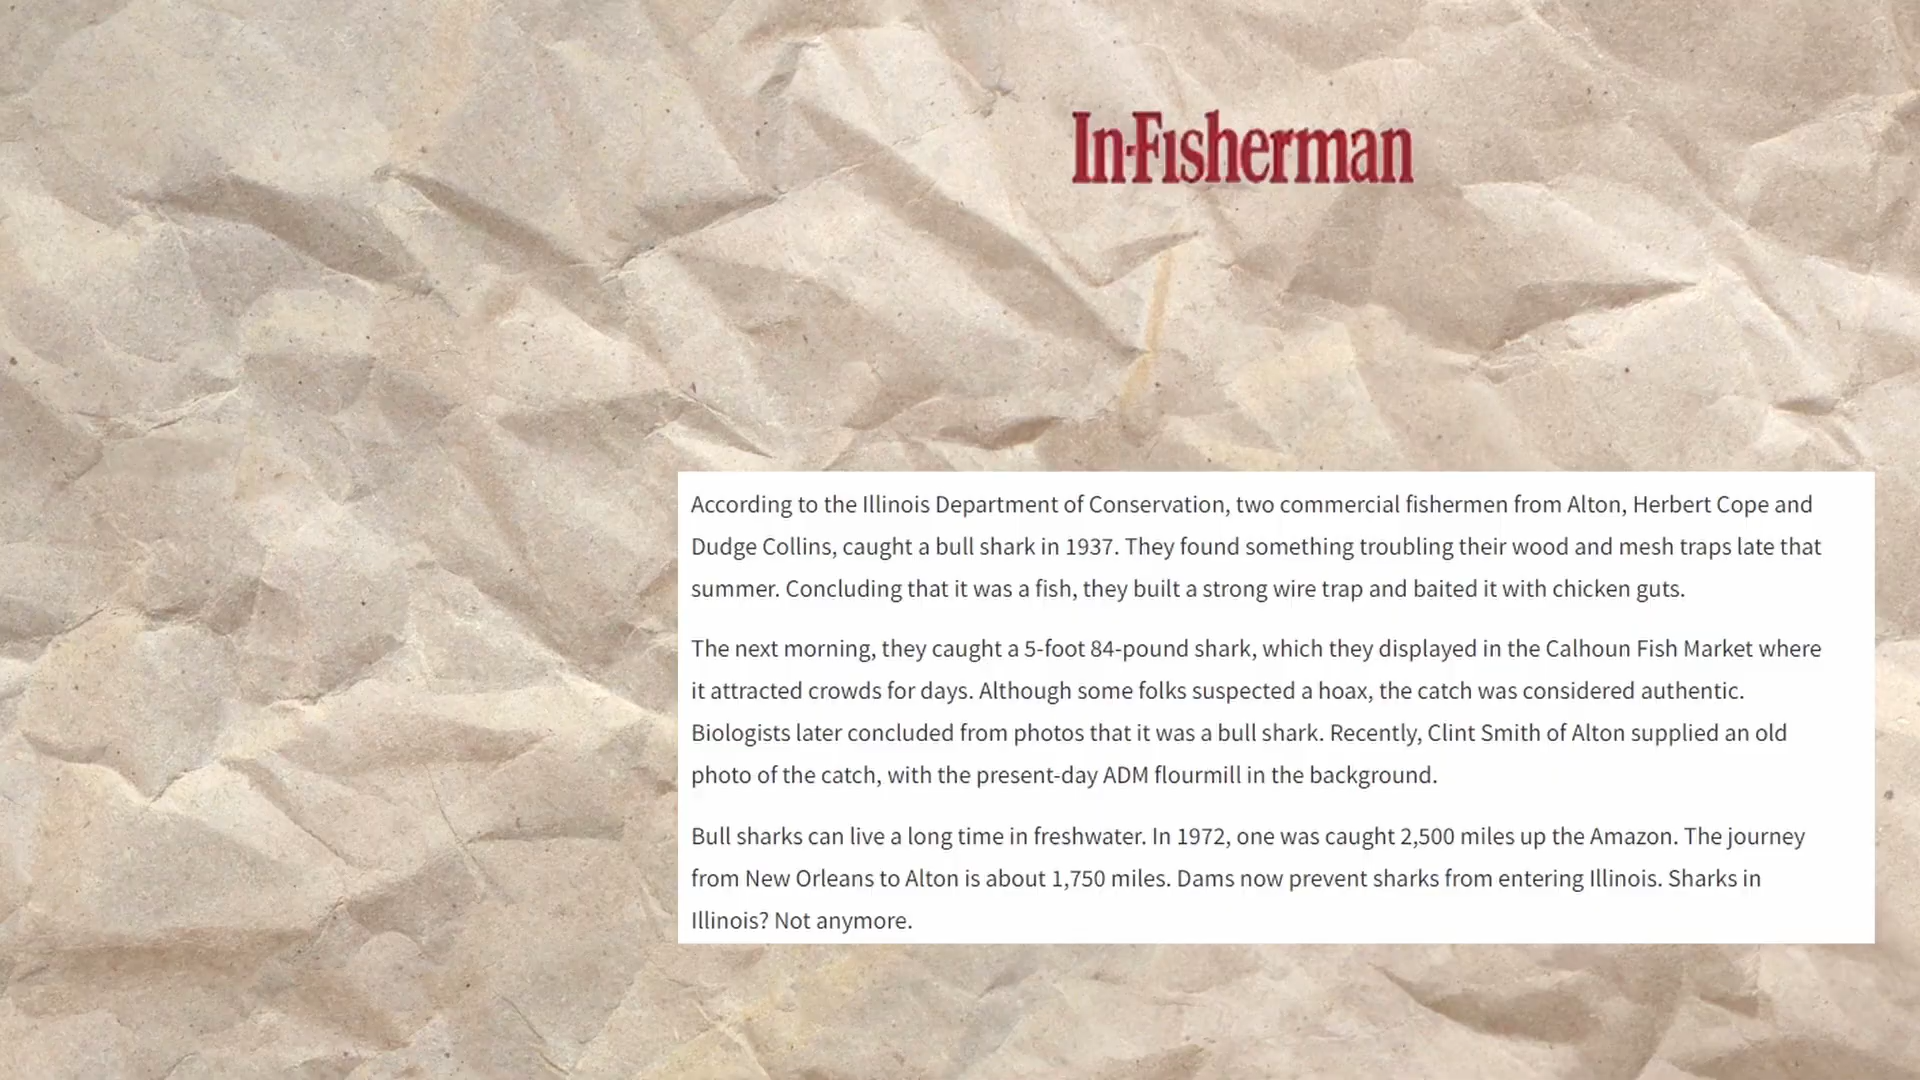 In-Fisherman
According to the Illinois Department of Conservation, two commercial fishermen from Alton, Herbert Cope and
Dudge Collins, caught a bull shark in 1937. They found something troubling their wood and mesh traps late that
summer. Concluding that it was a fish, they built a strong wire trap and baited it with chicken guts.
The next morning, they caught a 5-foot 84-pound shark, which they displayed in the Calhoun Fish Market where
it attracted crowds for days. Although some folks suspected a hoax, the catch was considered authentic.
Biologists later concluded from photos that it was a bull shark. Recently, Clint Smith of Alton supplied an old
photo of the catch, with the present-day ADM flourmill in the background.
Bull sharks can live a long time in freshwater. In 1972, one was caught 2,500 miles up the Amazon. The journey
from New Orleans to Alton is about 1,750 miles. Dams now prevent sharks from entering Illinois. Sharks in
Illinois? Not anymore.